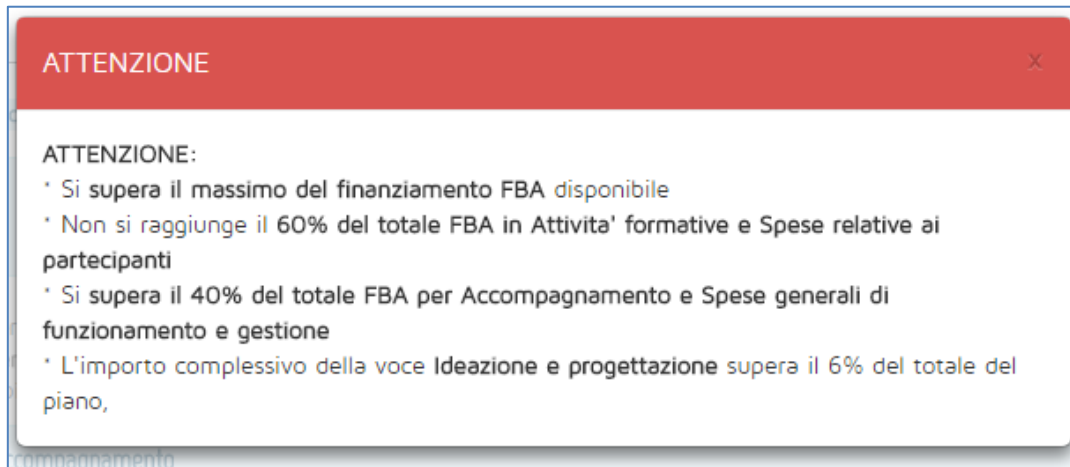 ATTENZIONE
x
ATTENZIONE:
* Si supera il massimo del finanziamento FBA disponibile
* Non si raggiunge il 60% del totale FBA in Attivita' formative e Spese relative ai
partecipanti
* Si supera il 40% del totale FBA per Accompagnamento e Spese generali di
funzionamento e gestione
* L'importo complessivo della voce Ideazione e progettazione supera il 6% del totale del
piano,
ccompagnamento